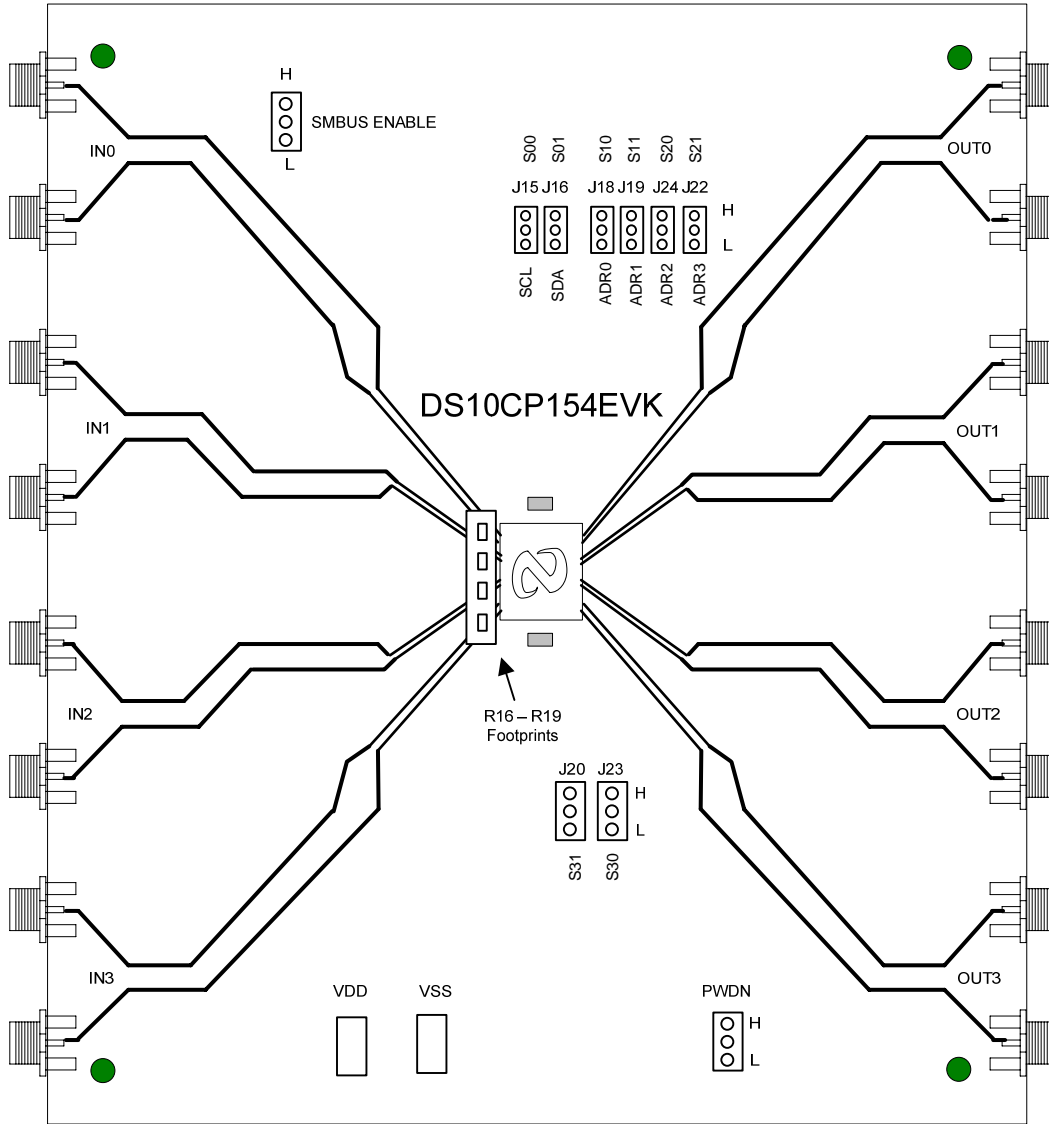 H
SMBUS ENABLE
L
IN0
OUT0
S00 S01 S10 S11 S20 S21
J15 J16 J18 J19 J24 J22
H
L
SCL SDA ADR0 ADR1 ADR2 ADR3
DS10CP154EVK
IN1
OUT1
IN2
OUT2
R16 – R19
Footprints
J20 J23
H
L
S31 S30
IN3
OUT3
VDD VSS PWDN
H
L